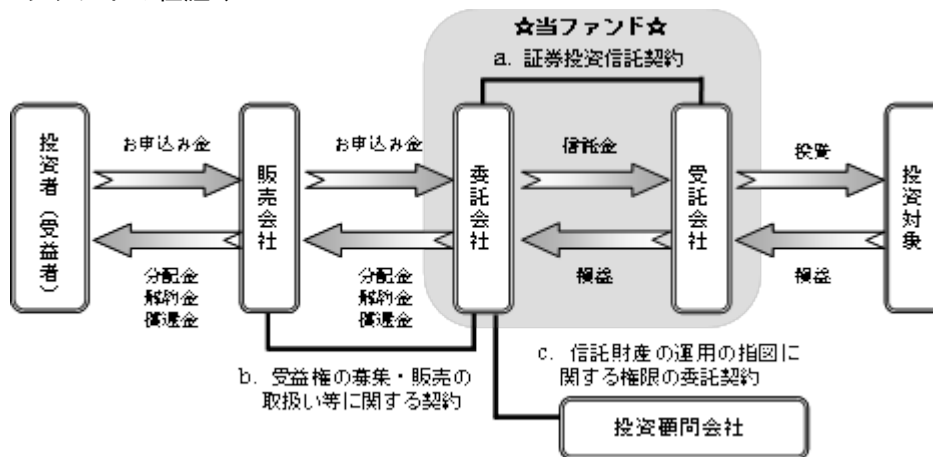 ☆当ファンド☆
a. 証券投資信託契約
投資者（受益者）
お申込み金
販売会社
お申込み金
委託会社
信託金
受託会社
投資
投資対象
分配金
解約金
償還金
分配金
解約金
償還金
損益
損益
b. 受益権の募集・販売の
取扱い等に関する契約
c. 信託財産の運用の指図に
関する権限の委託契約
投資顧問会社